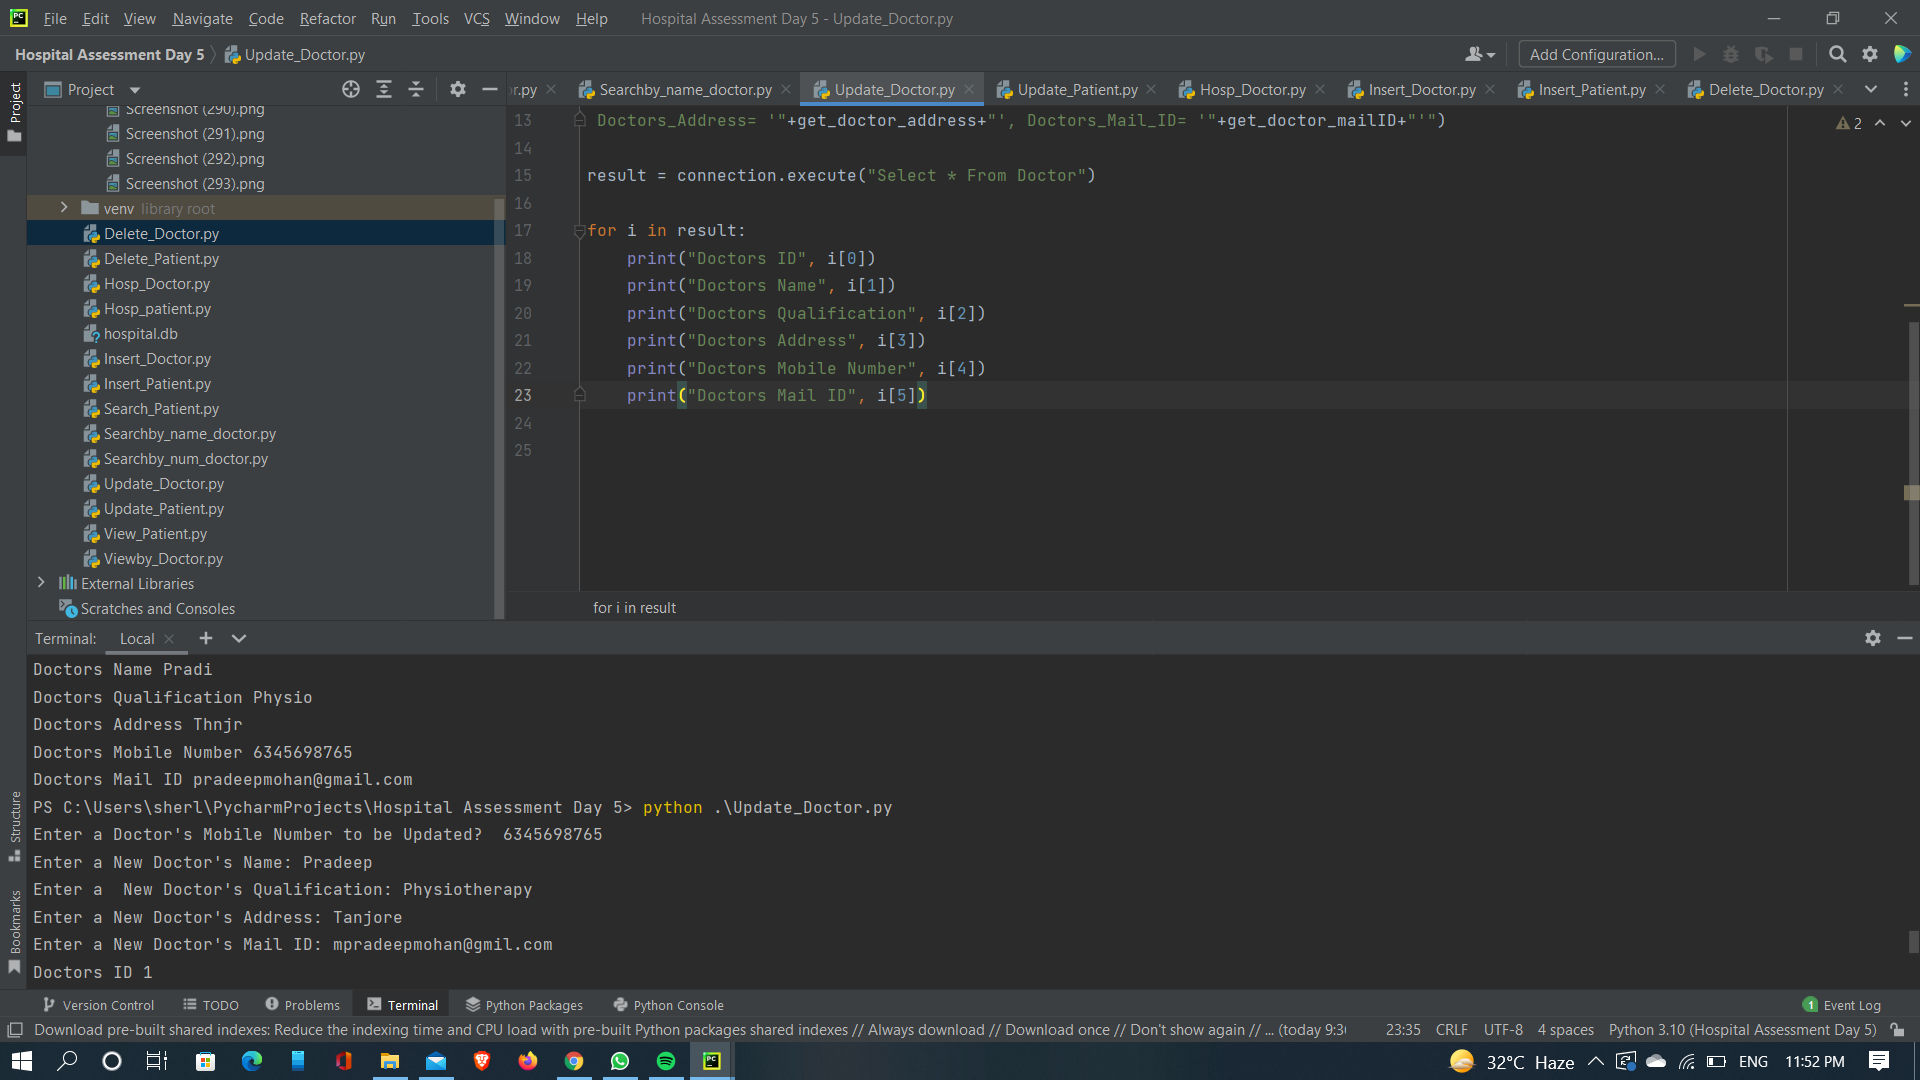 File Edit View Navigate Code Refactor Run Tools VCS Window Help Hospital Assessment Day 5 - Update_Doctor.py
Hospital Assessment Day 5 Update_Doctor.py
Add Configuration...
Project
Project
Screenshot (290).png
Screenshot (291).png
Screenshot (292).png
Screenshot (293).png
venv library root
Delete_Doctor.py
Delete_Patient.py
Hosp_Doctor.py
Hosp_patient.py
hospital.db
Insert_Doctor.py
Insert_Patient.py
Search_Patient.py
Searchby_name_doctor.py
Searchby_num_doctor.py
Update_Doctor.py
Update_Patient.py
View_Patient.py
Viewby_Doctor.py
External Libraries
Scratches and Consoles
r.py Searchby_name_doctor.py Update_Doctor.py Update_Patient.py Hosp_Doctor.py Insert_Doctor.py Insert_Patient.py Delete_Doctor.py
2
13 Doctors_Address= '"+get_doctor_address+"', Doctors_Mail_ID= '"+get_doctor_mailID+"'")
14
15 result = connection.execute("Select * From Doctor")
16
17 for i in result:
18 print("Doctors ID", i[0])
19 print("Doctors Name", i[1])
20 print("Doctors Qualification", i[2])
21 print("Doctors Address", i[3])
22 print("Doctors Mobile Number", i[4])
23 print("Doctors Mail ID", i[5])
24
25
for i in result
Terminal: Local
Doctors Name Pradi
Doctors Qualification Physio
Doctors Address Thnjr
Doctors Mobile Number 6345698765
Doctors Mail ID pradeepmohan@gmail.com
PS C:\Users\sherl\PycharmProjects\Hospital Assessment Day 5> python .\Update_Doctor.py
Enter a Doctor's Mobile Number to be Updated? 6345698765
Enter a New Doctor's Name: Pradeep
Enter a  New Doctor's Qualification: Physiotherapy
Enter a New Doctor's Address: Tanjore
Enter a New Doctor's Mail ID: mpradeepmohan@gmil.com
Doctors ID 1
Structure
Bookmarks
Version Control TODO Problems Terminal Python Packages Python Console 1 Event Log
Download pre-built shared indexes: Reduce the indexing time and CPU load with pre-built Python packages shared indexes // Always download // Download once // Don't show again // ... (today 9:3 23:35 CRLF UTF-8 4 spaces Python 3.10 (Hospital Assessment Day 5)
32°C Haze ENG 11:52 PM